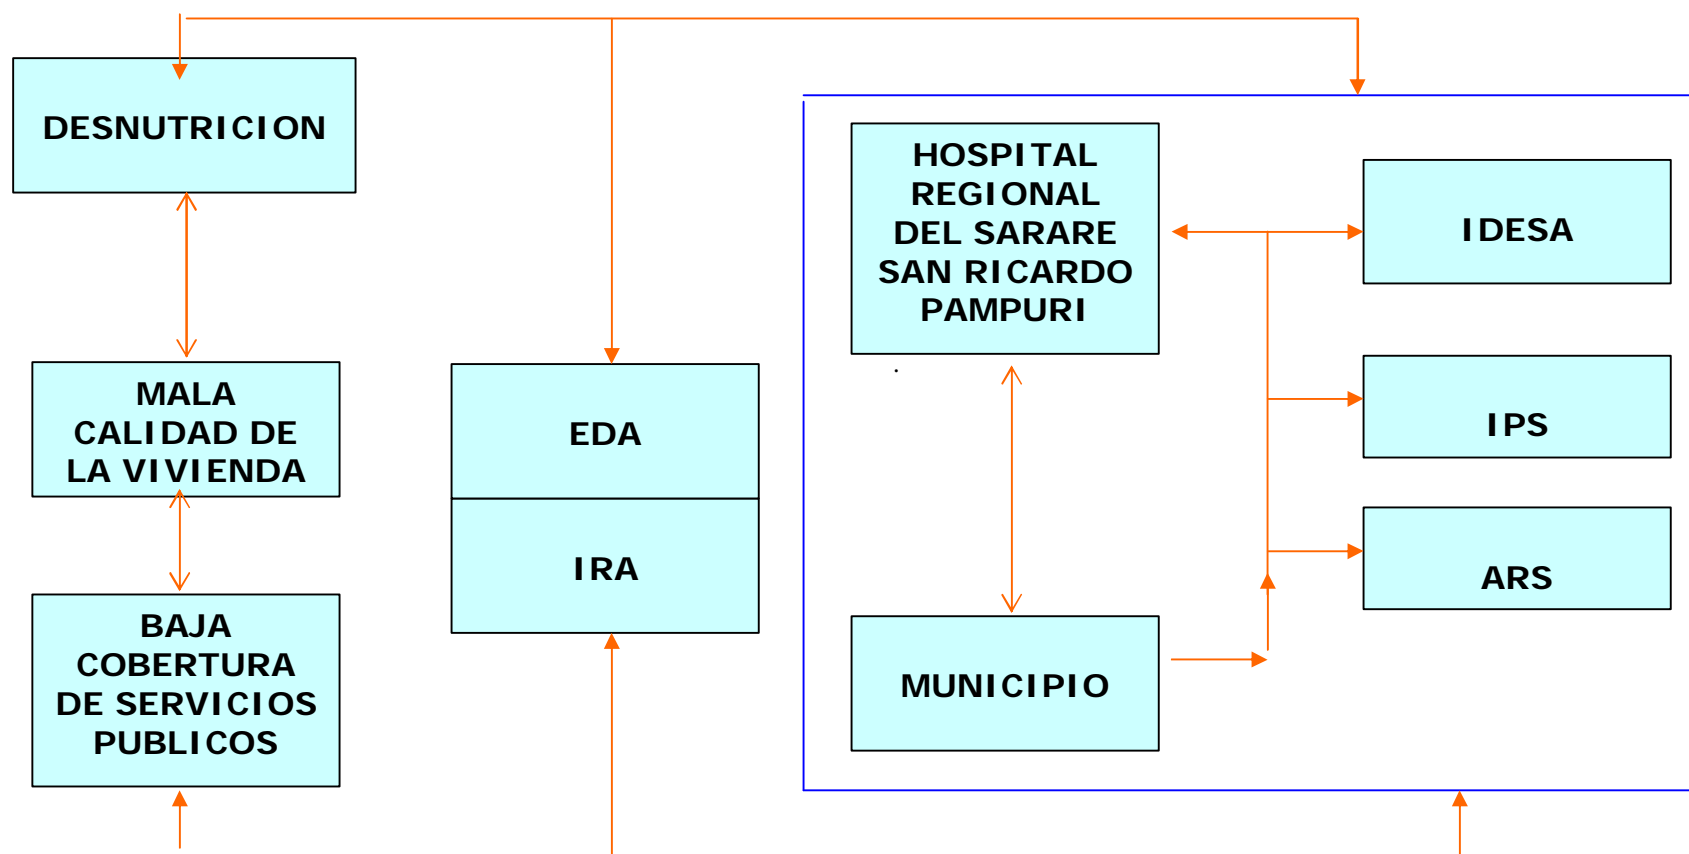 DESNUTRICION
MALA
CALIDAD DE
LA VIVIENDA
BAJA
COBERTURA
DE SERVICIOS
PUBLICOS
EDA
IRA
HOSPITAL
REGIONAL
DEL SARARE
SAN RICARDO
PAMPURI
.
MUNICIPIO
IDESA
IPS
ARS